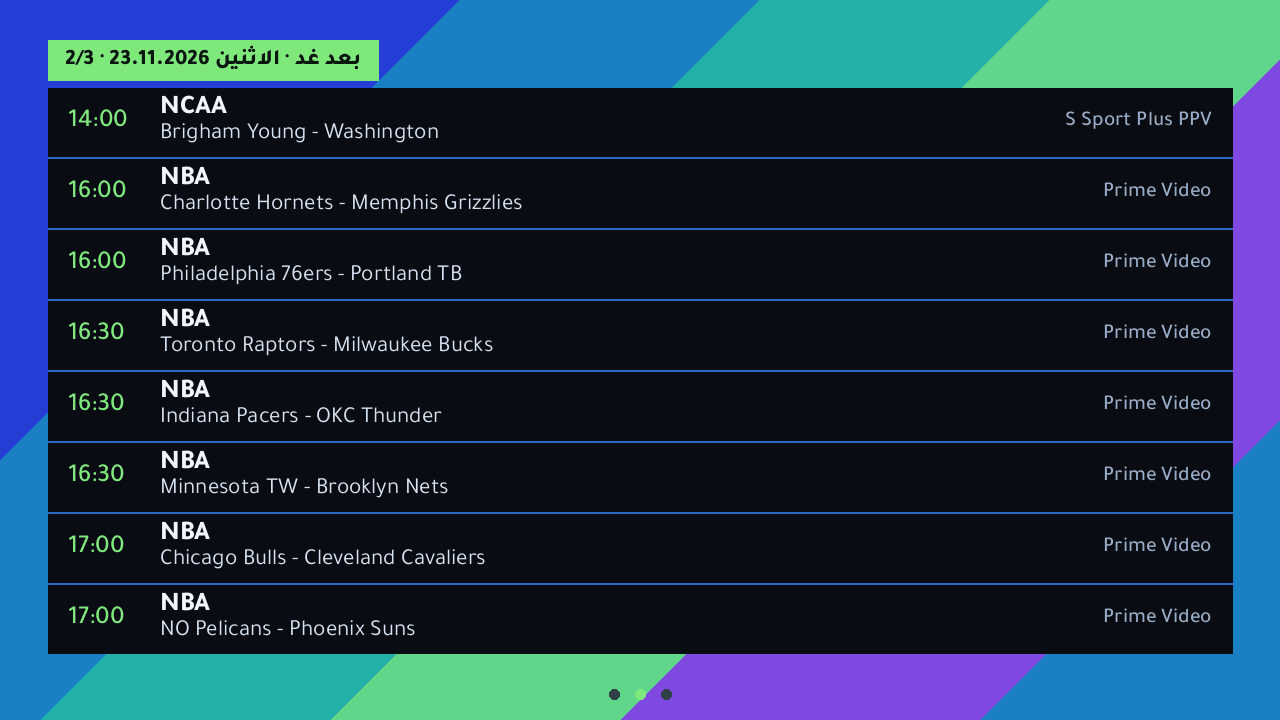 بعد غد · الاثنين 23.11.2026 · 2/3
14:00
NCAA
Brigham Young - Washington
S Sport Plus PPV
16:00
NBA
Charlotte Hornets - Memphis Grizzlies
Prime Video
16:00
NBA
Philadelphia 76ers - Portland TB
Prime Video
16:30
NBA
Toronto Raptors - Milwaukee Bucks
Prime Video
16:30
NBA
Indiana Pacers - OKC Thunder
Prime Video
16:30
NBA
Minnesota TW - Brooklyn Nets
Prime Video
17:00
NBA
Chicago Bulls - Cleveland Cavaliers
Prime Video
17:00
NBA
NO Pelicans - Phoenix Suns
Prime Video